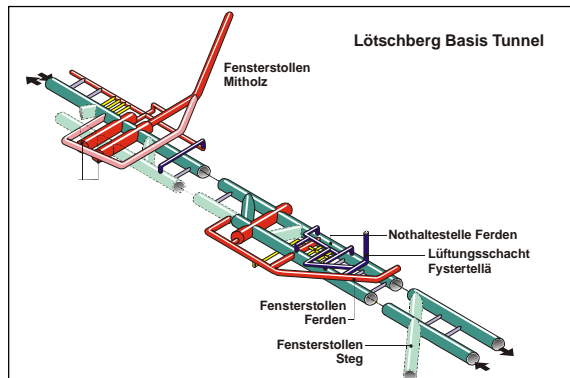 Lötschberg Basis Tunnel
Fensterstollen
Mitholz
Nothaltestelle Ferden
Lüftungsschacht
Fystertellä
Fensterstollen
Ferden
Fensterstollen
Steg